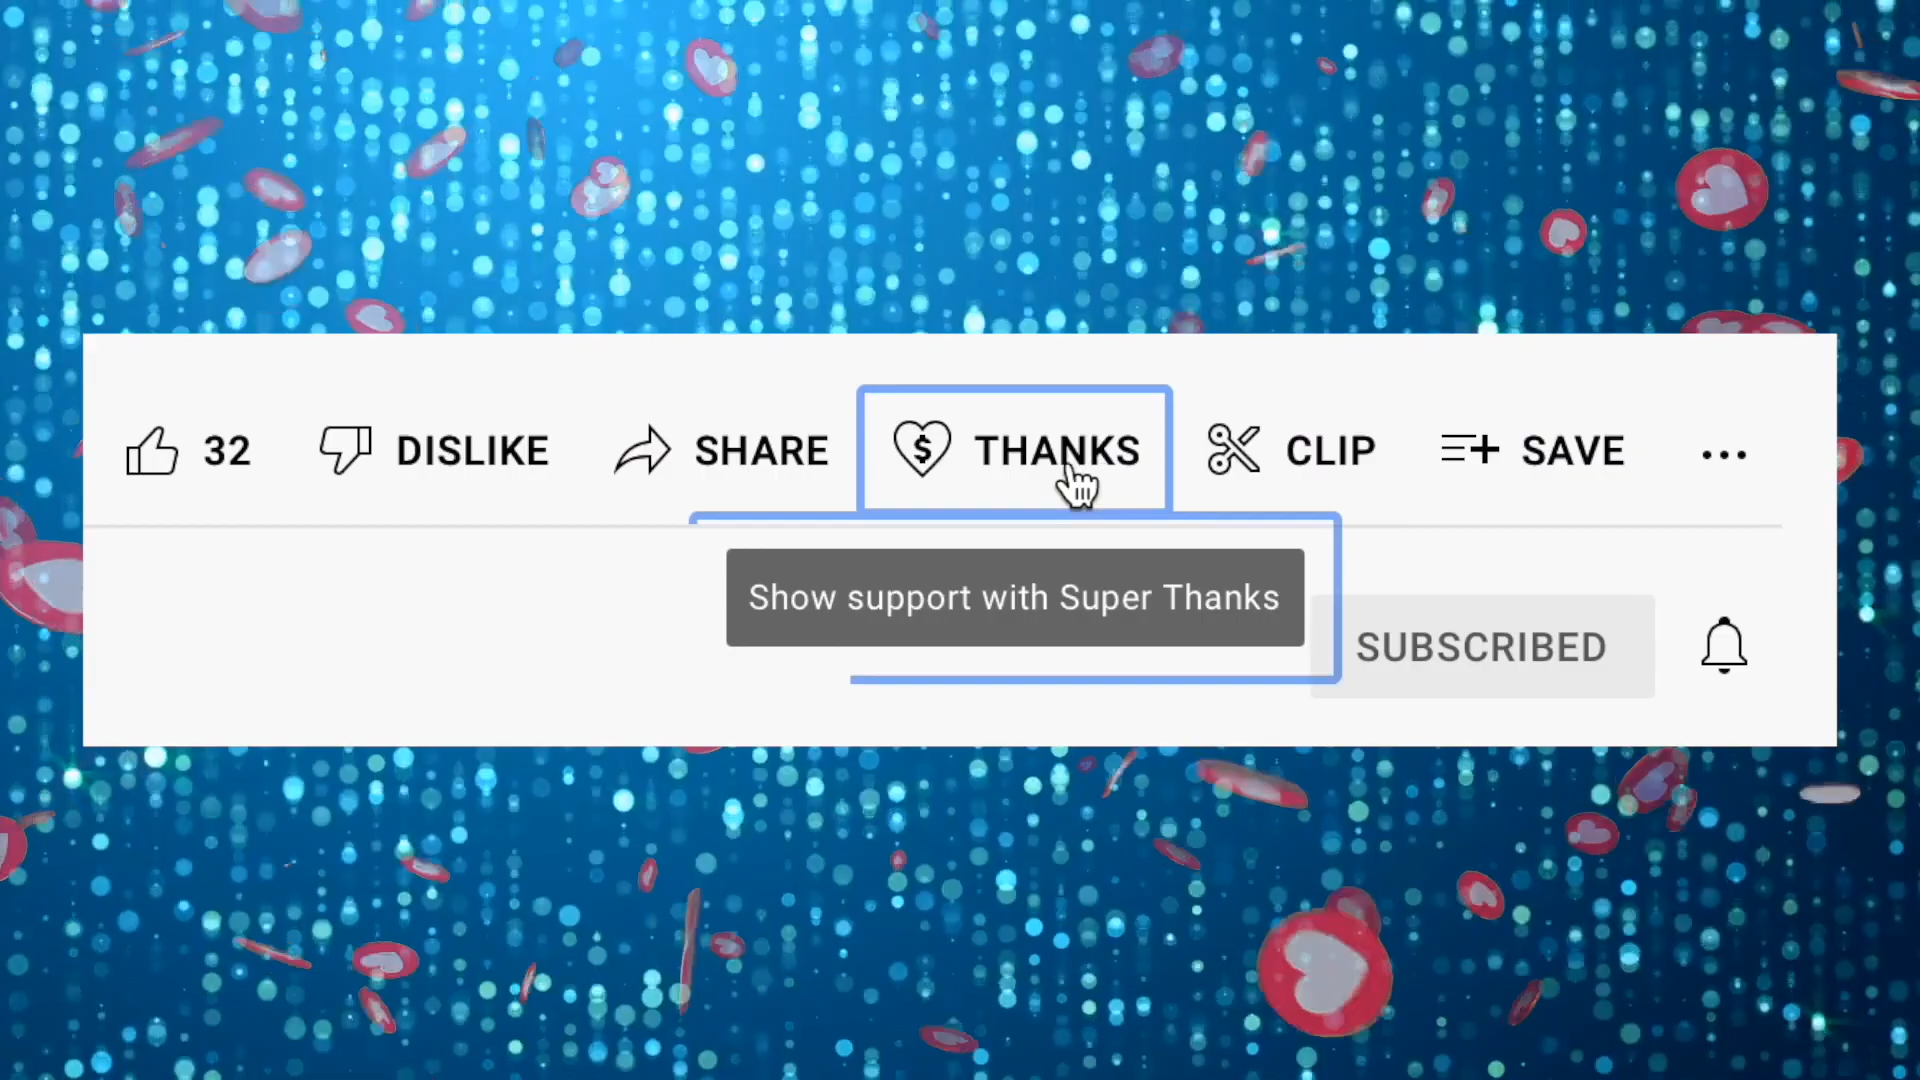 32 DISLIKE SHARE $ THANKS CLIP SAVE ...
Show support with Super Thanks
SUBSCRIBED